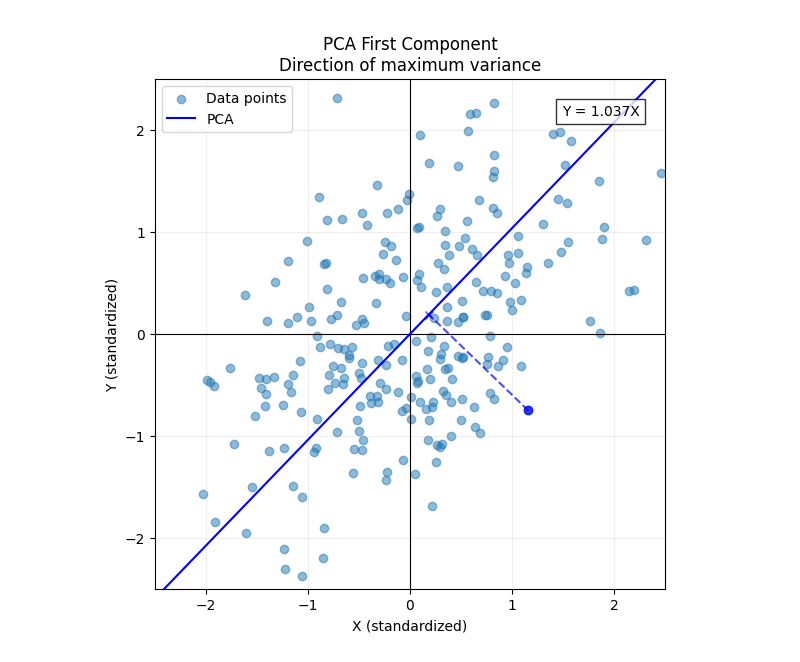 PCA First Component
Direction of maximum variance
Data points
PCA
Y = 1.037X
Y (standardized)
2
1
0
−1
−2
−2
−1
0
1
2
X (standardized)